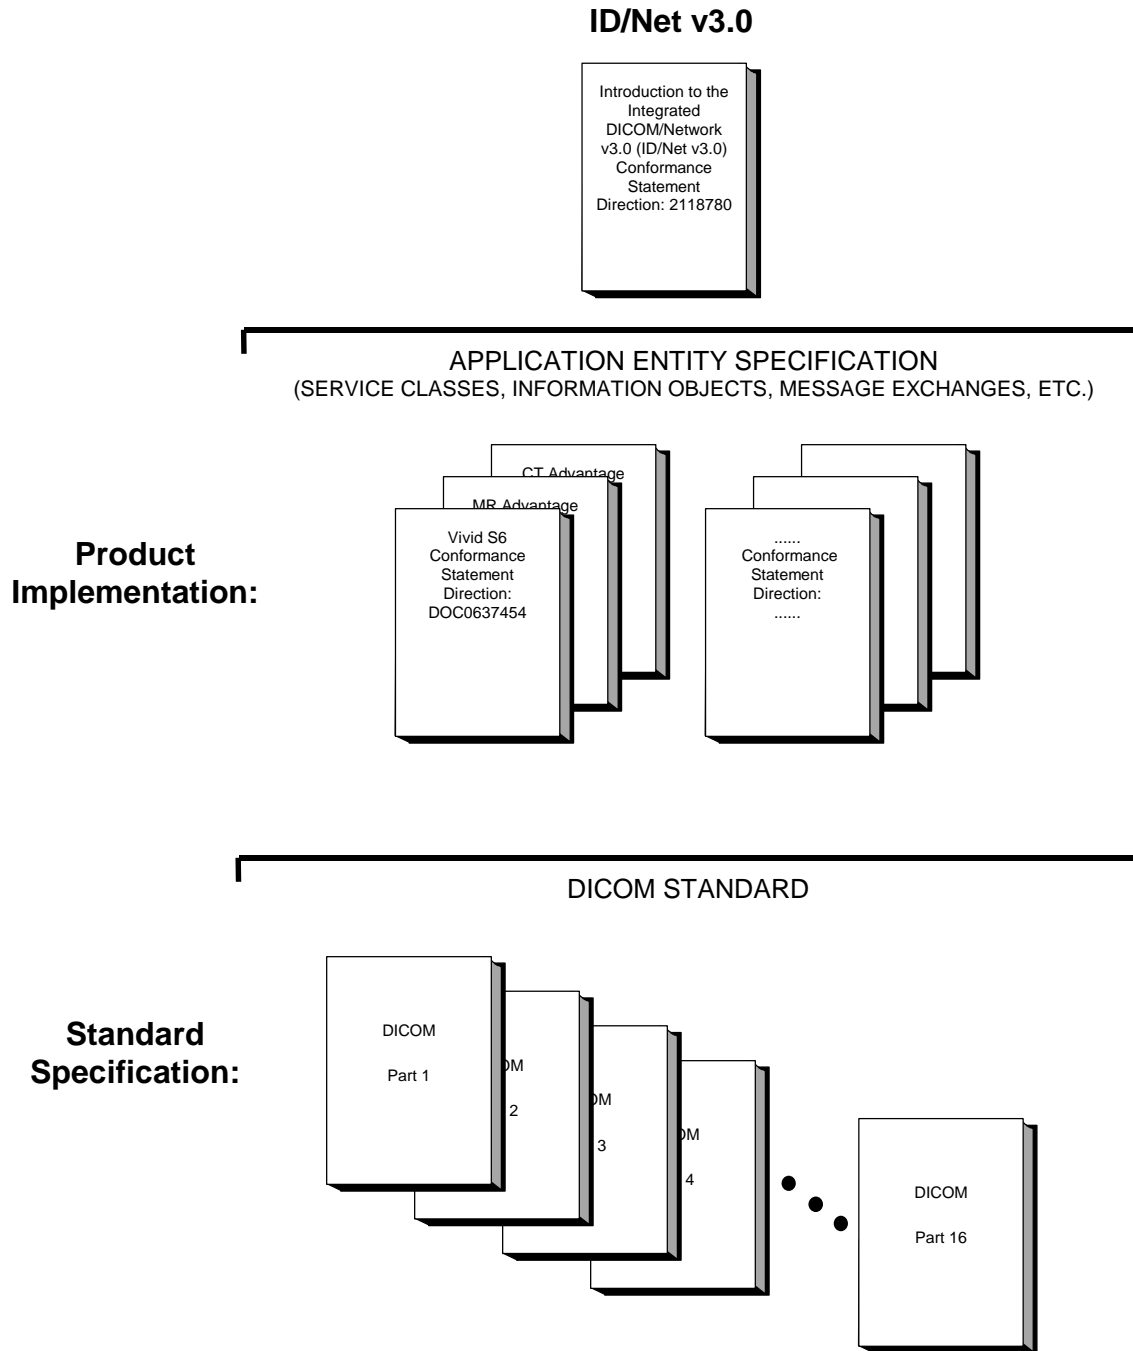 ID/Net v3.0
Introduction to the
Integrated
DICOM/Network
v3.0 (ID/Net v3.0)
Conformance
Statement
Direction: 2118780
APPLICATION ENTITY SPECIFICATION
(SERVICE CLASSES, INFORMATION OBJECTS, MESSAGE EXCHANGES, ETC.)
Product
Implementation:
CT Advantage
MR Advantage
Vivid S6
Conformance
Statement
Direction:
DOC0637454
......
Conformance
Statement
Direction:
......
DICOM STANDARD
Standard
Specification:
DICOM
Part 1
OM
2
OM
3
OM
4
DICOM
Part 16